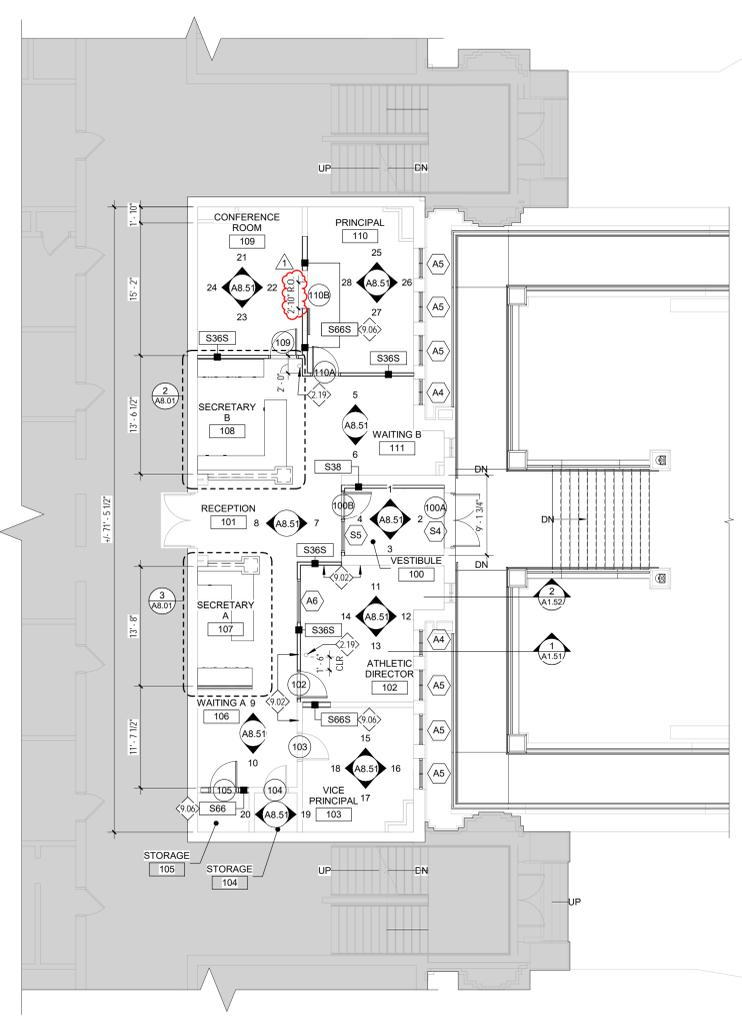 UP
DN
CONFERENCE
ROOM
109
PRINCIPAL
110
1' - 10"
21
24
A8.51
22
23
1
2'-10" R.O.
110B
25
28
A8.51
26
27
A5
A5
A5
A4
15' - 2"
S66S
9.06
S36S
109
S36S
110A
2' - 0"
2.19
2
A8.01
SECRETARY
B
108
13' - 6 1/2"
5
A8.51
6
WAITING B
111
S38
DN
+/- 71' - 5 1/2"
RECEPTION
101
8
A8.51
7
100B
S5
1
4
A8.51
2
3
100A
S4
9' - 1 3/4"
DN
VESTIBULE
100
DN
S36S
9.02
3
A8.01
SECRETARY
A
107
13' - 8"
A6
S36S
11
14
A8.51
12
13
2.19
1' - 6"
CLR
2
A1.52
1
A1.51
A4
A5
A5
A5
ATHLETIC
DIRECTOR
102
102
9.02
WAITING A
106
9
A8.51
10
11' - 7 1/2"
S66S
9.06
103
15
18
A8.51
16
17
105
104
9.06
S66
20
A8.51
19
VICE
PRINCIPAL
103
STORAGE
105
STORAGE
104
UP
DN
UP